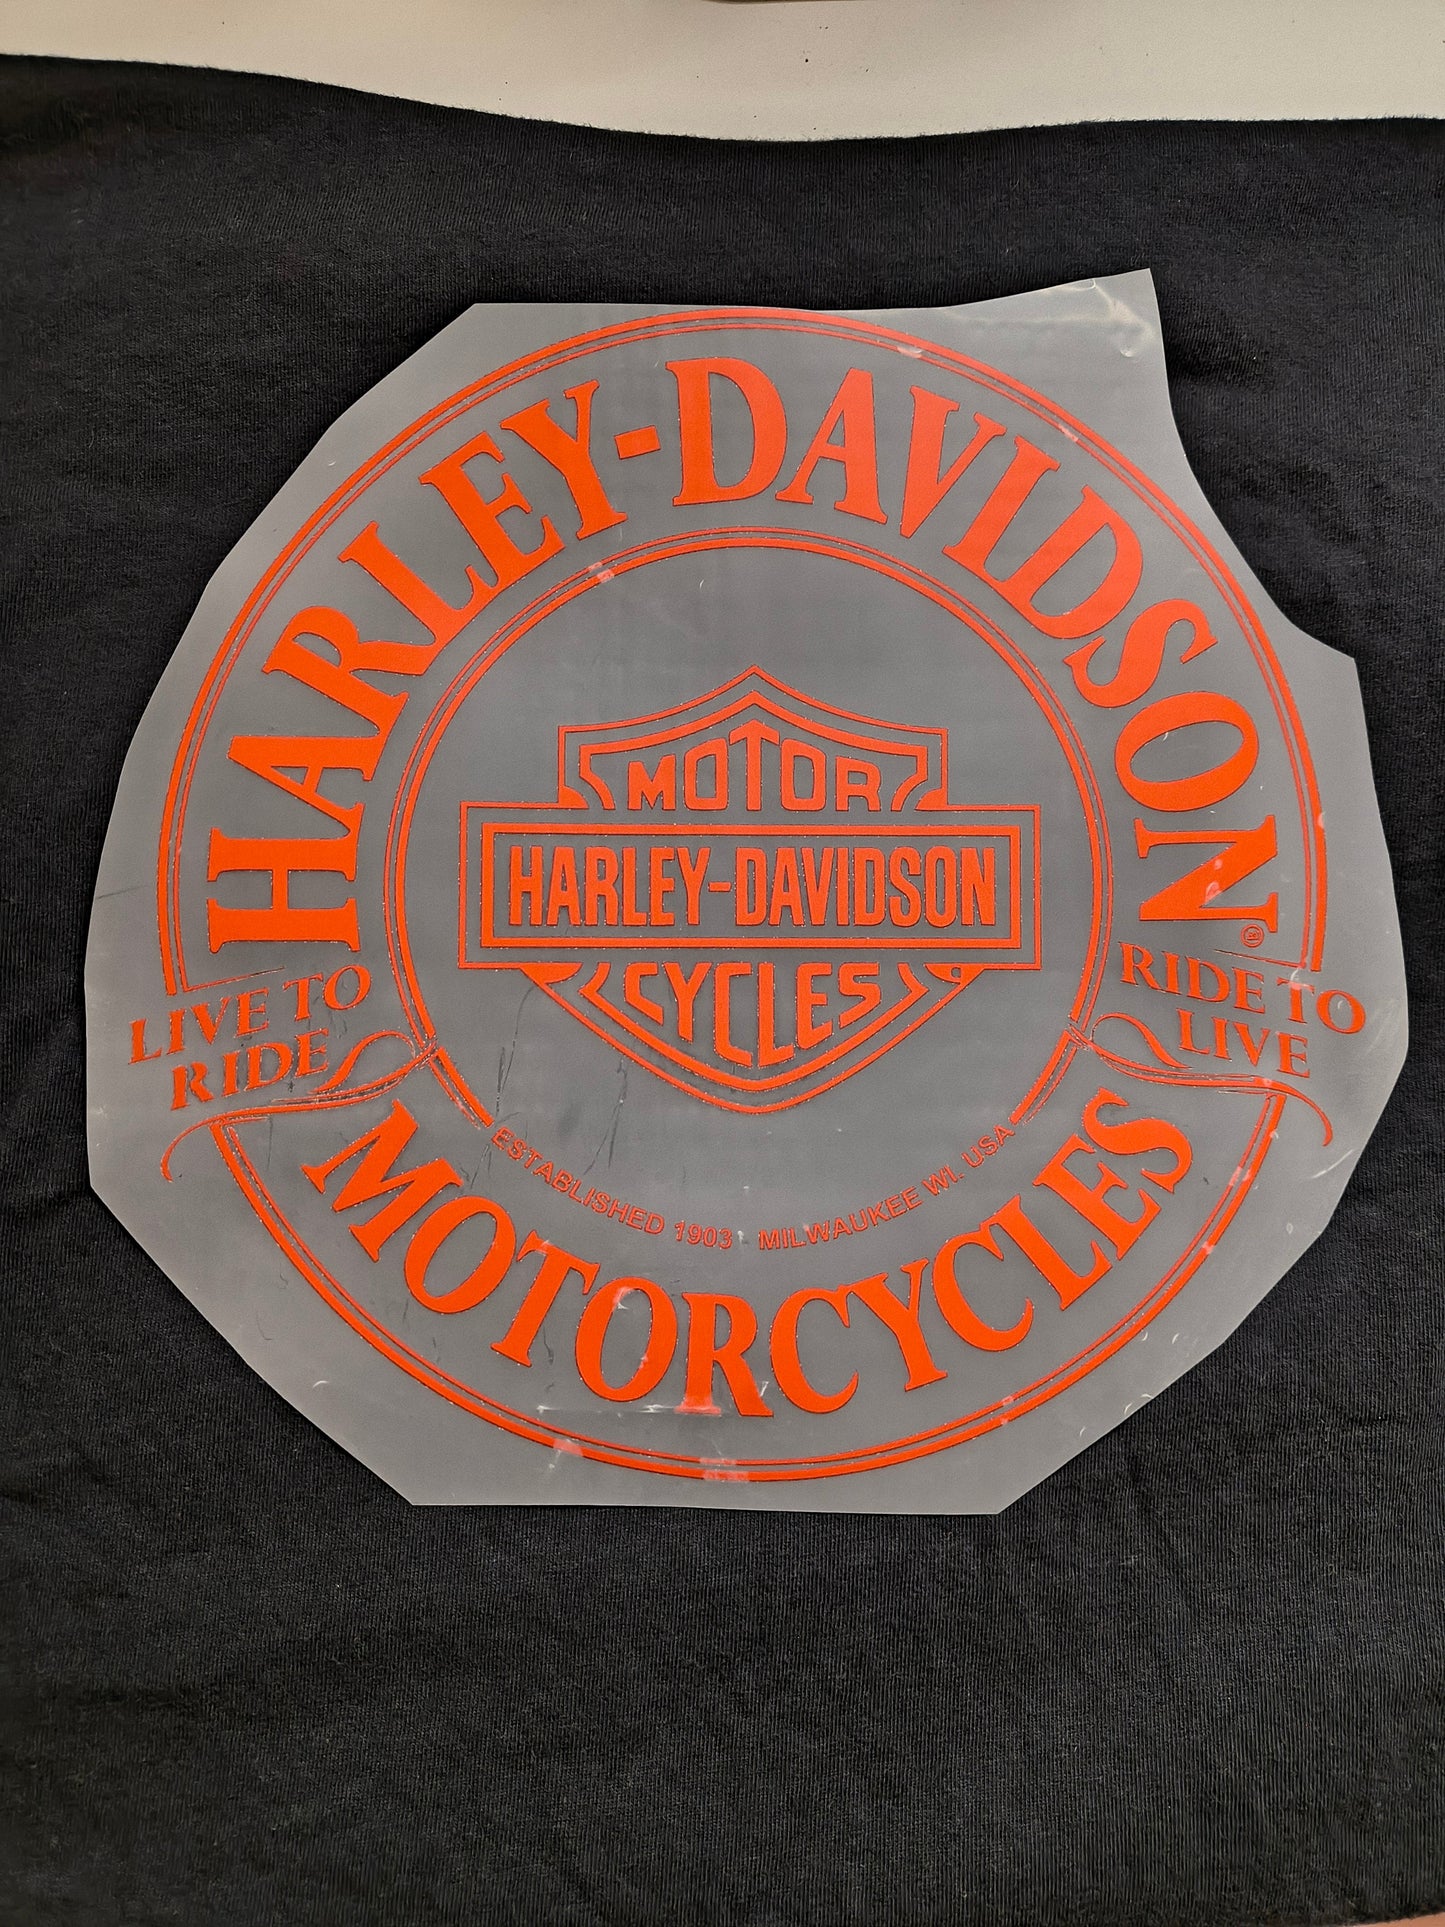 HARLEY-DAVIDSON®
MOTOR
HARLEY-DAVIDSON
CYCLES
LIVE TO
RIDE
RIDE TO
LIVE
ESTABLISHED 1903 MILWAUKEE WI. USA
MOTORCYCLES